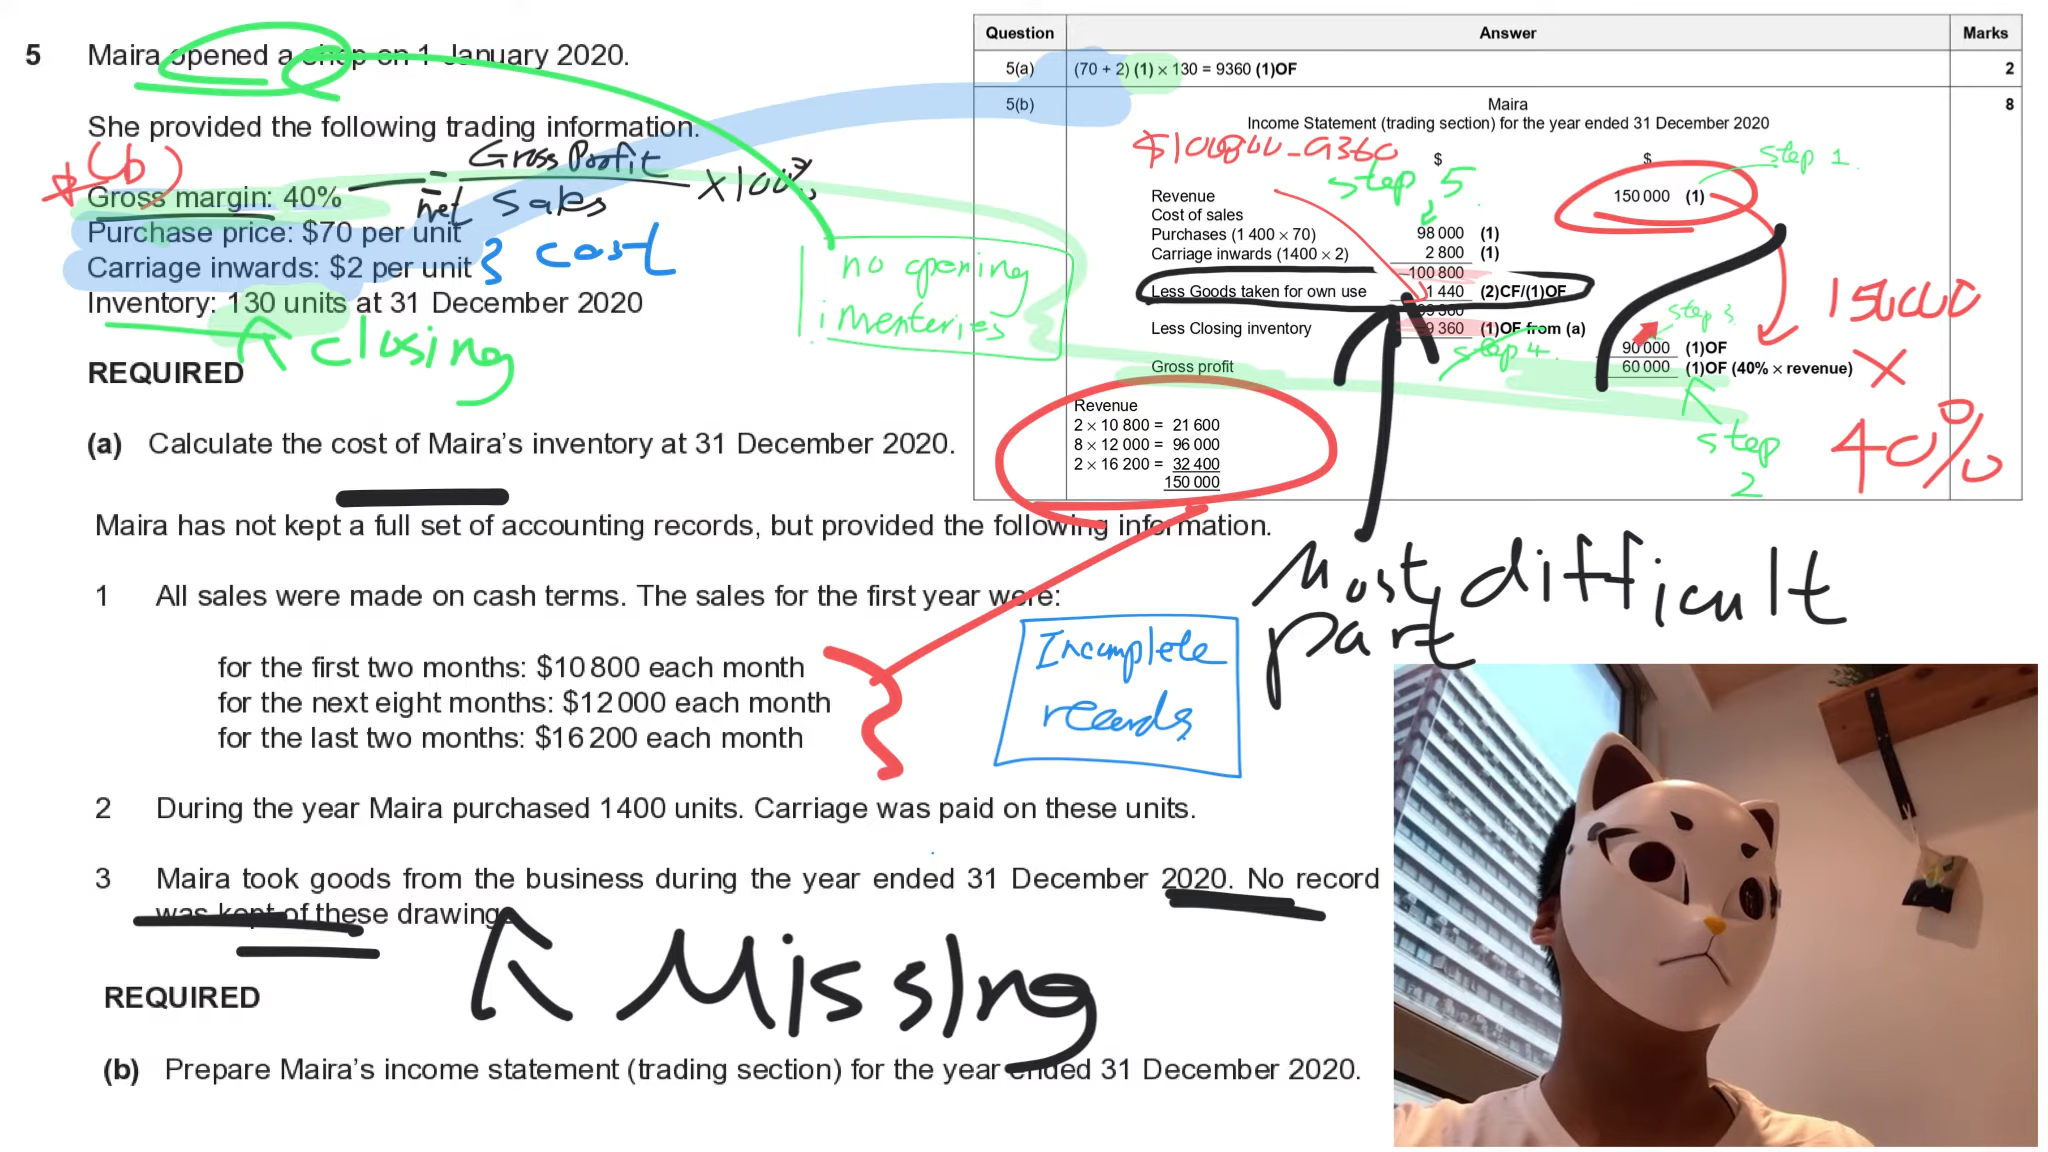 5 Maira opened a shop on 1 January 2020.
She provided the following trading information.
(b)
Gross margin: 40%
= Gross Profit
net sales
×100%
Purchase price: $70 per unit
Carriage inwards: $2 per unit
} cost
Inventory: 130 units at 31 December 2020
closing
no opening
inventories
REQUIRED
(a) Calculate the cost of Maira's inventory at 31 December 2020.
Maira has not kept a full set of accounting records, but provided the following information.
1 All sales were made on cash terms. The sales for the first year were:
for the first two months: $10 800 each month
for the next eight months: $12 000 each month
for the last two months: $16 200 each month
Incomplete
records
2 During the year Maira purchased 1400 units. Carriage was paid on these units.
3 Maira took goods from the business during the year ended 31 December 2020. No record
was kept of these drawings
Missing
REQUIRED
(b) Prepare Maira's income statement (trading section) for the year ended 31 December 2020.
Question Answer Marks
5(a) (70 + 2) (1) × 130 = 9360 (1)OF 2
5(b) Maira 8
Income Statement (trading section) for the year ended 31 December 2020
$100800-9360
$ $
step 1
step 5
Revenue 150 000 (1)
Cost of sales
Purchases (1 400 × 70) 98 000 (1)
Carriage inwards (1400 × 2) 2 800 (1)
100 800
Less Goods taken for own use 1 440 (2)CF/(1)OF
99 360
Less Closing inventory 9 360 (1)OF from (a)
step 3
step 4
90 000 (1)OF
Gross profit 60 000 (1)OF (40% × revenue)
step
2
150000
×
40%
Revenue
2 × 10 800 = 21 600
8 × 12 000 = 96 000
2 × 16 200 = 32 400
150 000
Most difficult
part